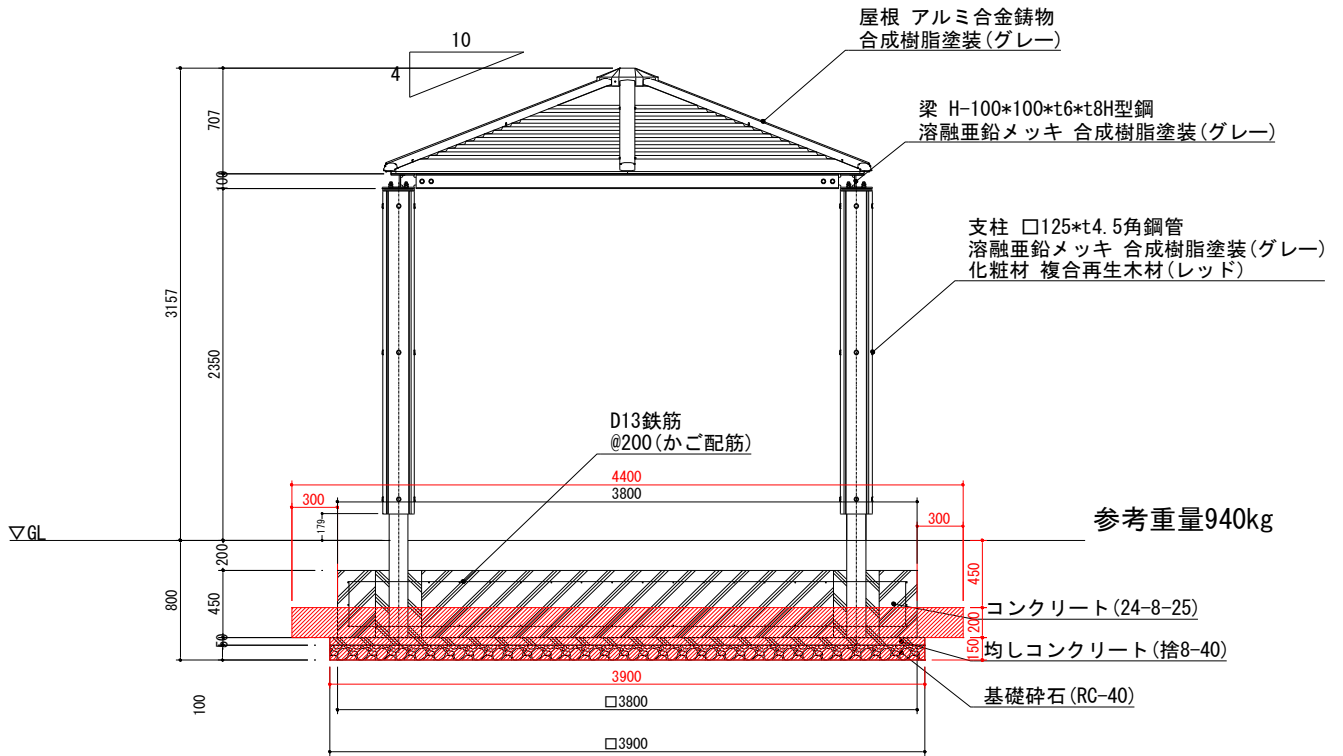 10
4
屋根 アルミ合金鋳物
合成樹脂塗装(グレー)
梁 H-100*100*t6*t8H型鋼
溶融亜鉛メッキ 合成樹脂塗装(グレー)
支柱 □125*t4.5角鋼管
溶融亜鉛メッキ 合成樹脂塗装(グレー)
化粧材 複合再生木材(レッド)
707
100
3157
2350
D13鉄筋
@200(かご配筋)
4400
3800
300
300
179
▽GL
参考重量940kg
200
450
800
450
50
200
150
コンクリート(24-8-25)
均しコンクリート(捨8-40)
基礎砕石(RC-40)
3900
□3800
100
□3900